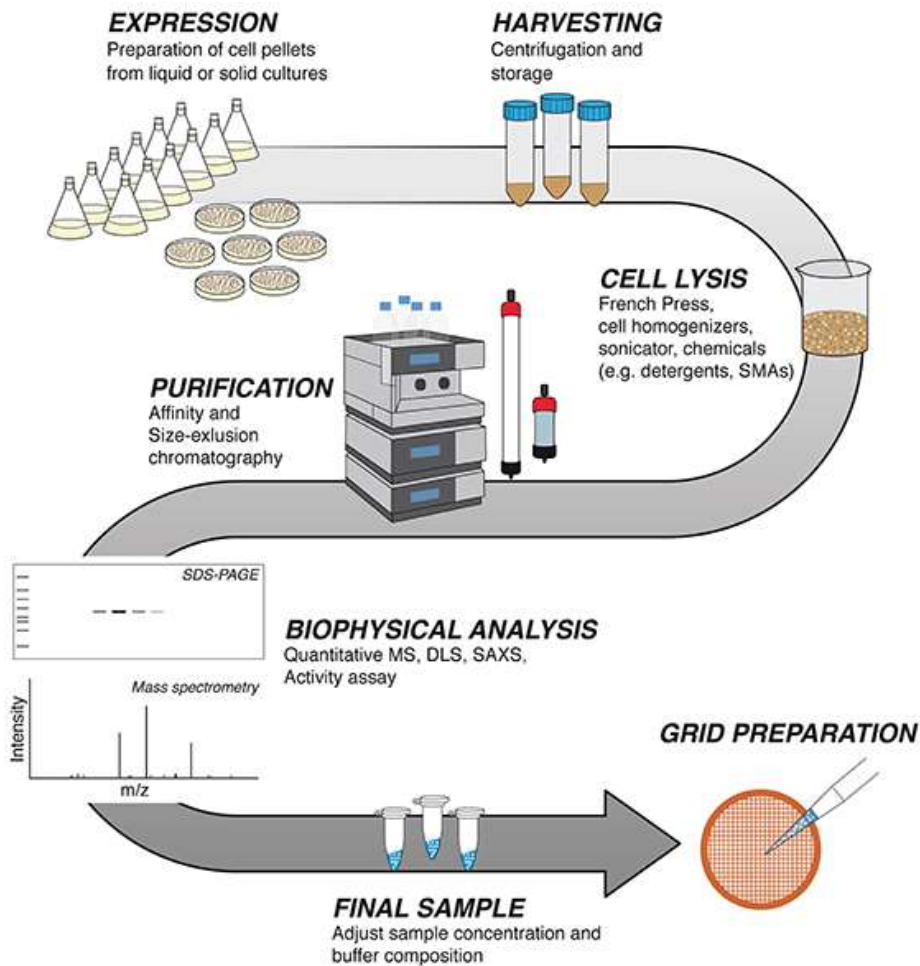 EXPRESSION
Preparation of cell pellets
from liquid or solid cultures
HARVESTING
Centrifugation and
storage
CELL LYSIS
French Press,
cell homogenizers,
sonicator, chemicals
(e.g. detergents, SMAs)
PURIFICATION
Affinity and
Size-exlusion
chromatography
SDS-PAGE
BIOPHYSICAL ANALYSIS
Quantitative MS, DLS, SAXS,
Activity assay
Mass spectrometry
Intensity
m/z
GRID PREPARATION
FINAL SAMPLE
Adjust sample concentration and
buffer composition